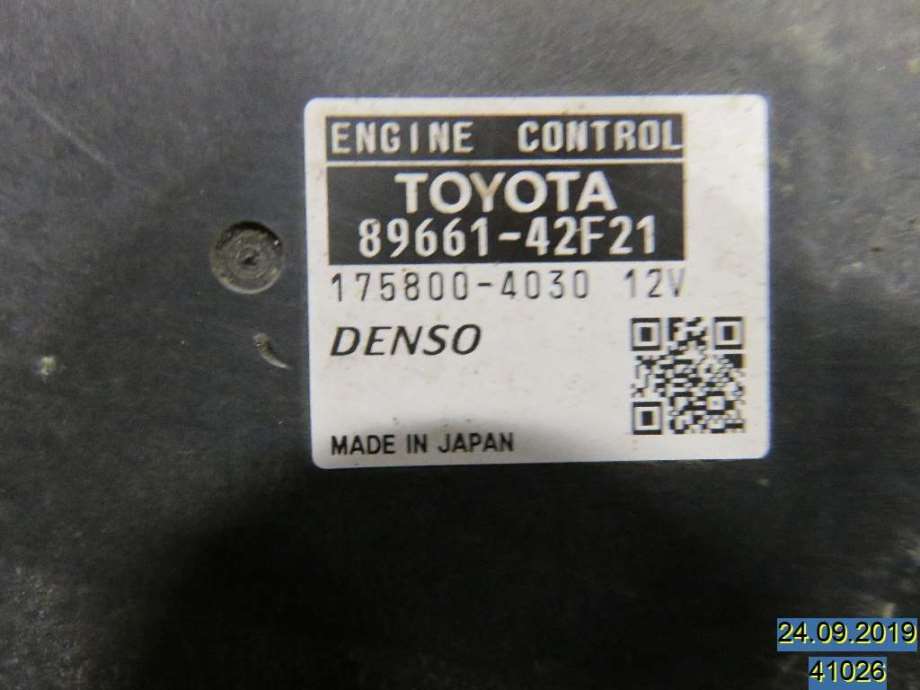 ENGINE CONTROL
TOYOTA
89661-42F21
175800-4030 12V
DENSO
MADE IN JAPAN
24.09.2019
41026